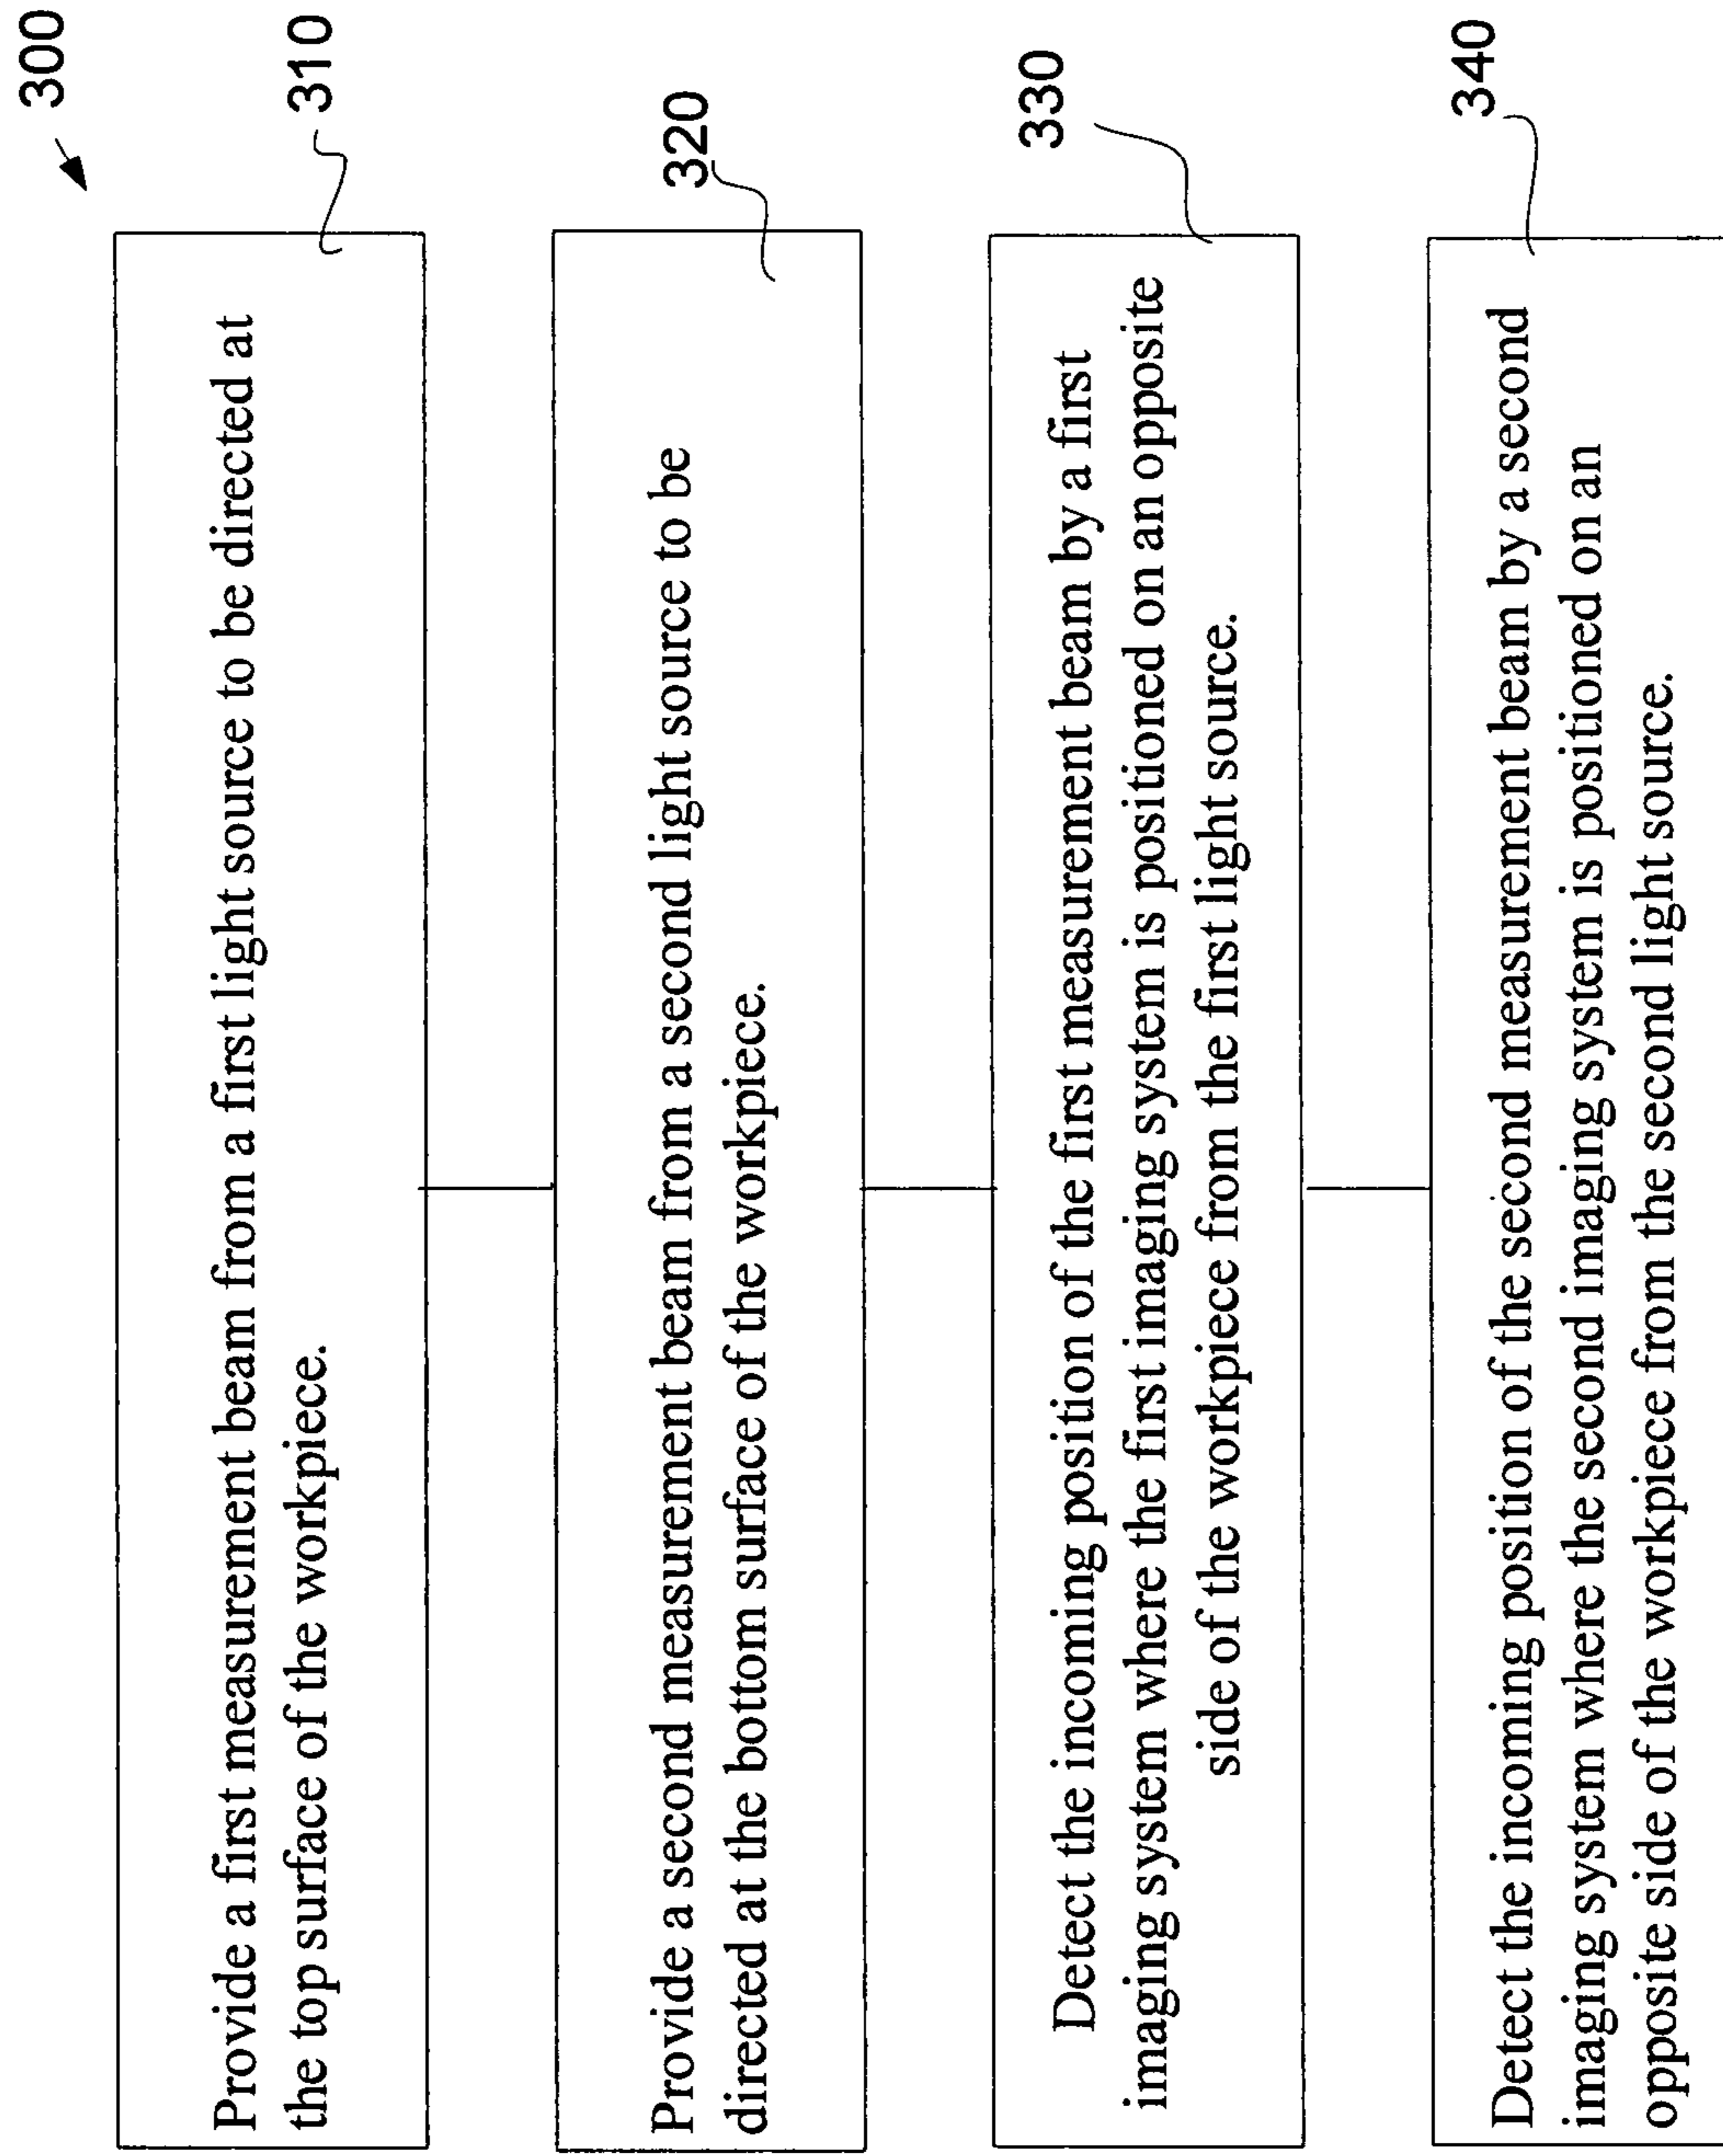 300
310
Provide a first measurement beam from a first light source to be directed at
the top surface of the workpiece.
320
Provide a second measurement beam from a second light source to be
directed at the bottom surface of the workpiece.
330
Detect the incoming position of the first measurement beam by a first
imaging system where the first imaging system is positioned on an opposite
side of the workpiece from the first light source.
340
Detect the incoming position of the second measurement beam by a second
imaging system where the second imaging system is positioned on an
opposite side of the workpiece from the second light source.